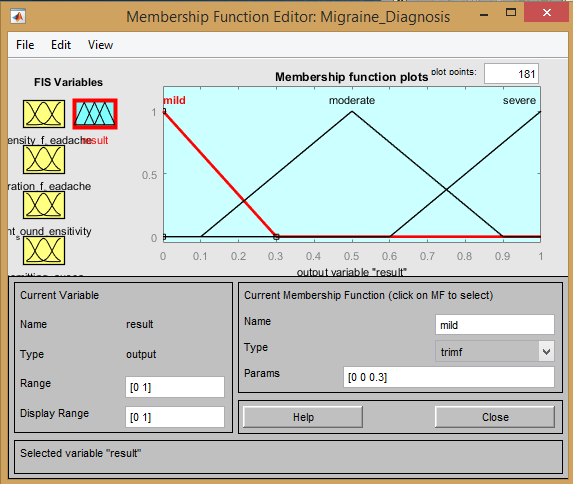 Membership Function Editor: Migraine_Diagnosis
File Edit View
FIS Variables
Membership function plots
plot points: 181
mild moderate severe
1
0.5
0
0 0.1 0.2 0.3 0.4 0.5 0.6 0.7 0.8 0.9 1
output variable "result"
ensity_f_eadache
result
ration_f_eadache
nt_ound_ensitivity
s
Current Variable
Name result
Type output
Range [0 1]
Display Range [0 1]
Current Membership Function (click on MF to select)
Name mild
Type trimf
Params [0 0 0.3]
Help Close
Selected variable "result"